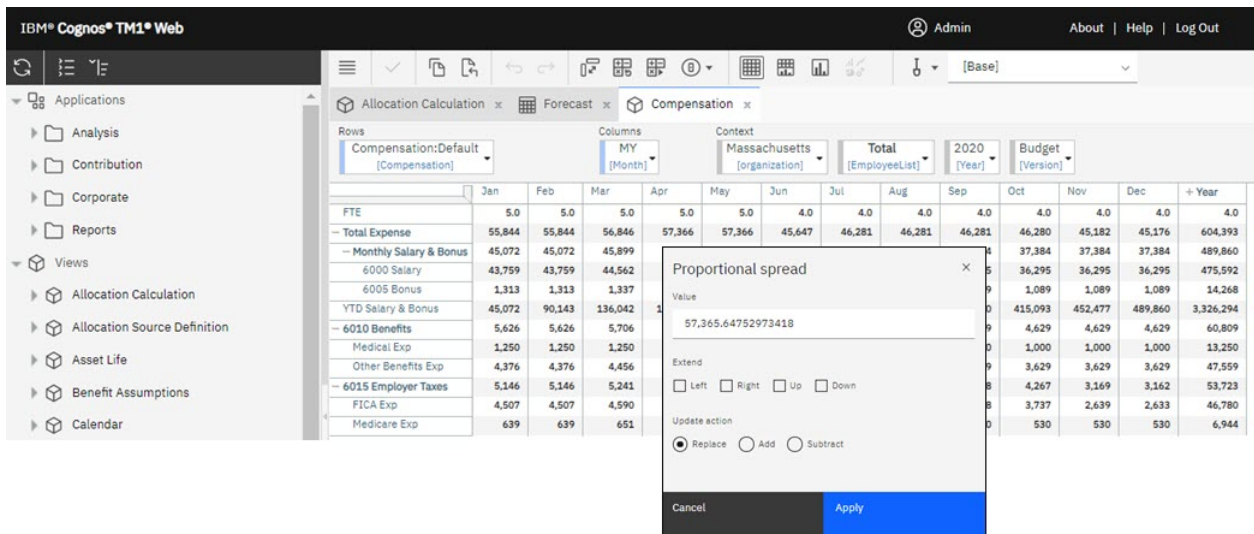 IBM® Cognos® TM1® Web
Admin
About | Help | Log Out
[Base]
Applications
Analysis
Contribution
Corporate
Reports
Views
Allocation Calculation
Allocation Source Definition
Asset Life
Benefit Assumptions
Calendar
Allocation Calculation x Forecast x Compensation x
Rows Columns Context
Compensation:Default MY Massachusetts Total 2020 Budget
[Compensation] [Month] [organization] [EmployeeList] [Year] [Version]
Jan Feb Mar Apr May Jun Jul Aug Sep Oct Nov Dec + Year
FTE 5.0 5.0 5.0 5.0 5.0 4.0 4.0 4.0 4.0 4.0 4.0 4.0 4.0
− Total Expense 55,844 55,844 56,846 57,366 57,366 45,647 46,281 46,281 46,281 46,280 45,182 45,176 604,393
− Monthly Salary & Bonus 45,072 45,072 45,899 4 37,384 37,384 37,384 489,860
6000 Salary 43,759 43,759 44,562 5 36,295 36,295 36,295 475,592
6005 Bonus 1,313 1,313 1,337 9 1,089 1,089 1,089 14,268
YTD Salary & Bonus 45,072 90,143 136,042 1 0 415,093 452,477 489,860 3,326,294
− 6010 Benefits 5,626 5,626 5,706 9 4,629 4,629 4,629 60,809
Medical Exp 1,250 1,250 1,250 0 1,000 1,000 1,000 13,250
Other Benefits Exp 4,376 4,376 4,456 9 3,629 3,629 3,629 47,559
− 6015 Employer Taxes 5,146 5,146 5,241 8 4,267 3,169 3,162 53,723
FICA Exp 4,507 4,507 4,590 8 3,737 2,639 2,633 46,780
Medicare Exp 639 639 651 0 530 530 530 6,944
Proportional spread ×
Value
57,365.64752973418
Extend
Left Right Up Down
Update action
Replace Add Subtract
Cancel Apply